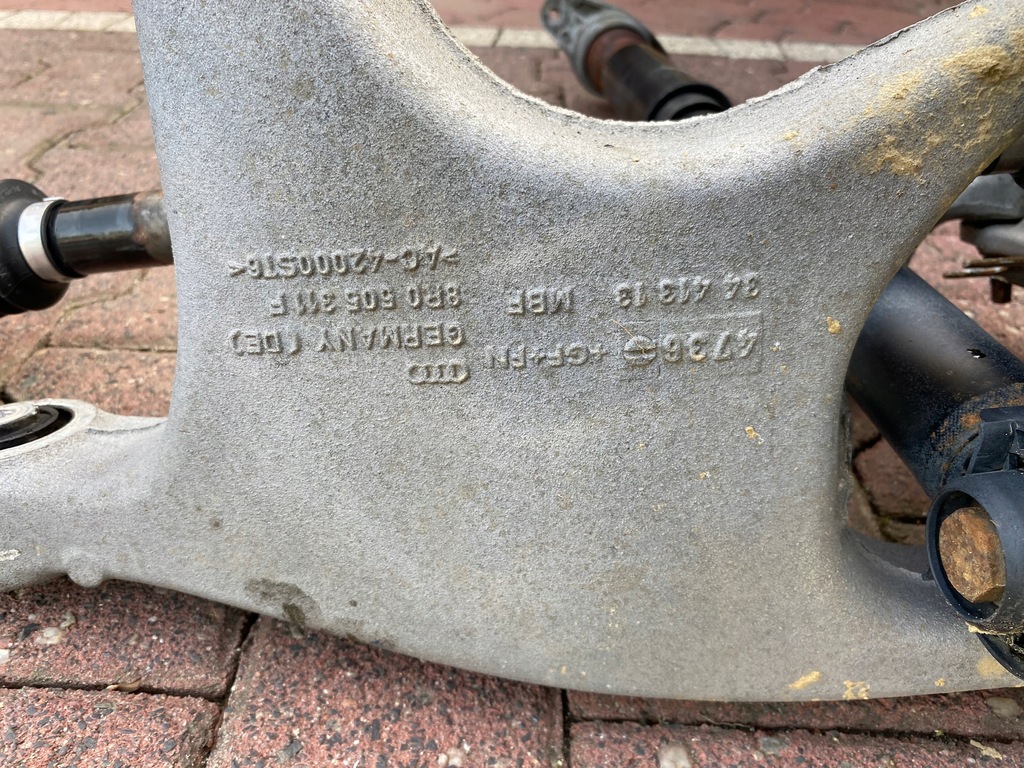 4736 +GF+FN
34 413 13 MBF
GERMANY (DE)
8R0 505 311 F
>AC-42000ST6<